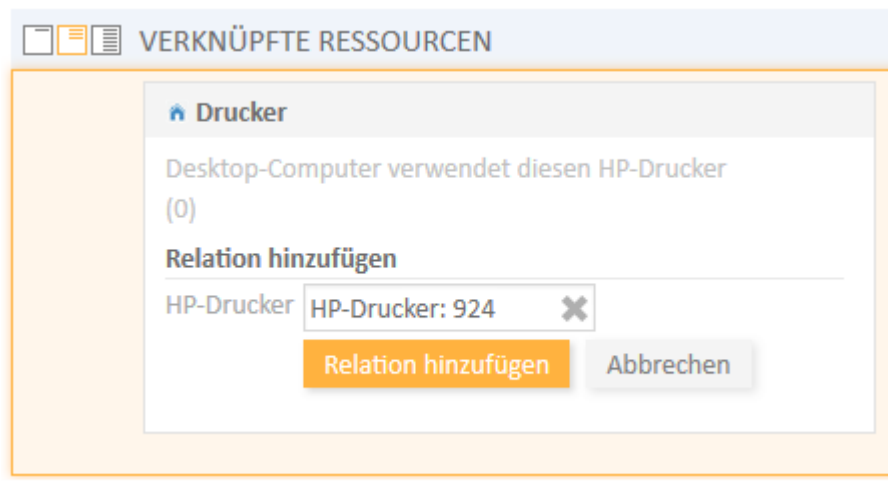 VERKNÜPFTE RESSOURCEN
Drucker
Desktop-Computer verwendet diesen HP-Drucker
(0)
Relation hinzufügen
HP-Drucker HP-Drucker: 924
Relation hinzufügen Abbrechen